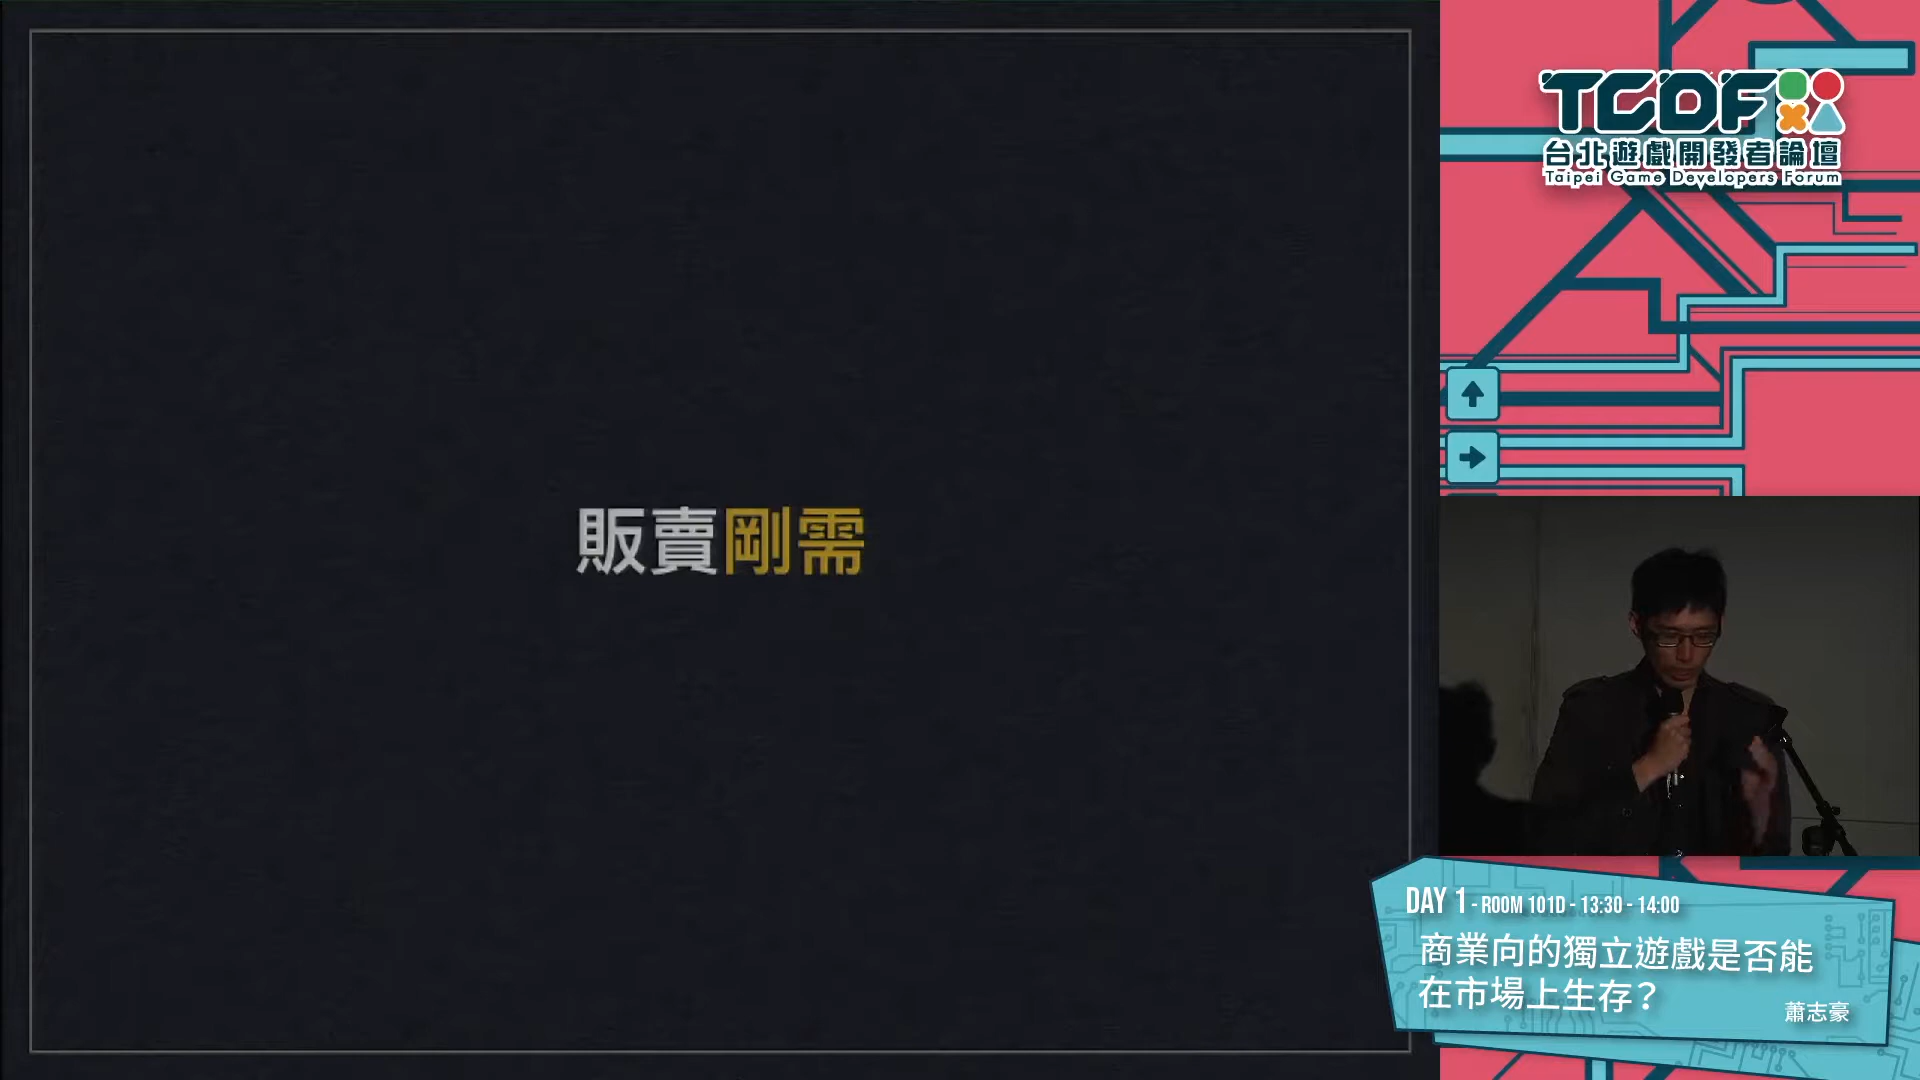 販賣剛需
TGDF
台北遊戲開發者論壇
Taipei Game Developers Forum
DAY 1 - ROOM 101D - 13:30 - 14:00
商業向的獨立遊戲是否能
在市場上生存？
蕭志豪